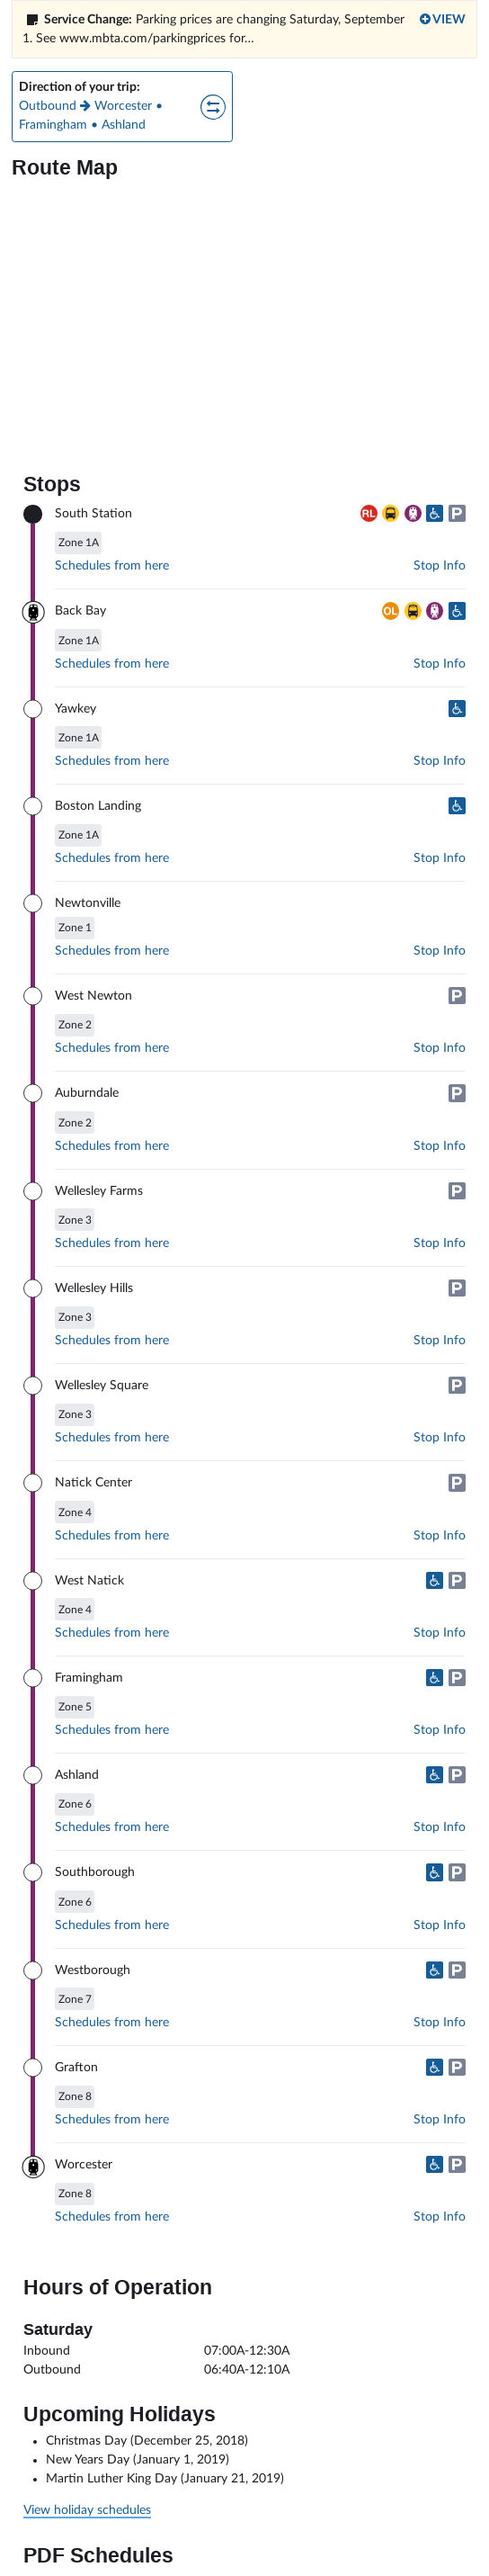 Service Change: Parking prices are changing Saturday, September VIEW
1. See www.mbta.com/parkingprices for...
Direction of your trip:
Outbound → Worcester •
Framingham • Ashland
Route Map
Stops
South Station RL P
Zone 1A
Schedules from here Stop Info
Back Bay OL
Zone 1A
Schedules from here Stop Info
Yawkey
Zone 1A
Schedules from here Stop Info
Boston Landing
Zone 1A
Schedules from here Stop Info
Newtonville
Zone 1
Schedules from here Stop Info
West Newton P
Zone 2
Schedules from here Stop Info
Auburndale P
Zone 2
Schedules from here Stop Info
Wellesley Farms P
Zone 3
Schedules from here Stop Info
Wellesley Hills P
Zone 3
Schedules from here Stop Info
Wellesley Square P
Zone 3
Schedules from here Stop Info
Natick Center P
Zone 4
Schedules from here Stop Info
West Natick P
Zone 4
Schedules from here Stop Info
Framingham P
Zone 5
Schedules from here Stop Info
Ashland P
Zone 6
Schedules from here Stop Info
Southborough P
Zone 6
Schedules from here Stop Info
Westborough P
Zone 7
Schedules from here Stop Info
Grafton P
Zone 8
Schedules from here Stop Info
Worcester P
Zone 8
Schedules from here Stop Info
Hours of Operation
Saturday
Inbound 07:00A-12:30A
Outbound 06:40A-12:10A
Upcoming Holidays
• Christmas Day (December 25, 2018)
• New Years Day (January 1, 2019)
• Martin Luther King Day (January 21, 2019)
View holiday schedules
PDF Schedules